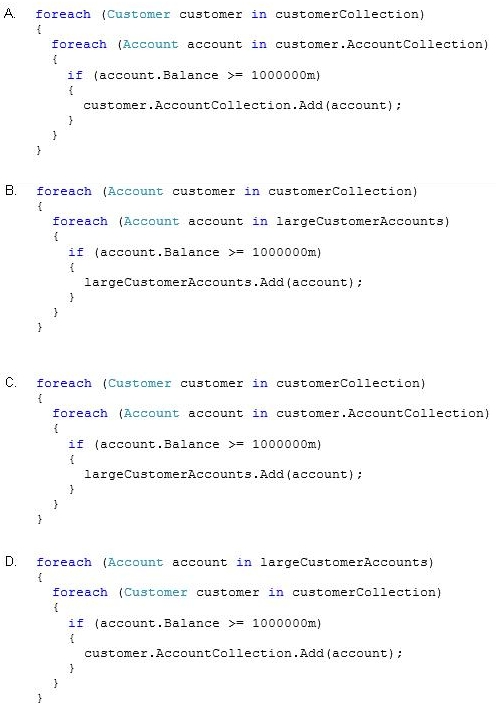 A. foreach (Customer customer in customerCollection)
{
foreach (Account account in customer.AccountCollection)
{
if (account.Balance >= 1000000m)
{
customer.AccountCollection.Add(account);
}
}
}
B. foreach (Account customer in customerCollection)
{
foreach (Account account in largeCustomerAccounts)
{
if (account.Balance >= 1000000m)
{
largeCustomerAccounts.Add(account);
}
}
}
C. foreach (Customer customer in customerCollection)
{
foreach (Account account in customer.AccountCollection)
{
if (account.Balance >= 1000000m)
{
largeCustomerAccounts.Add(account);
}
}
}
D. foreach (Account account in largeCustomerAccounts)
{
foreach (Customer customer in customerCollection)
{
if (account.Balance >= 1000000m)
{
customer.AccountCollection.Add(account);
}
}
}